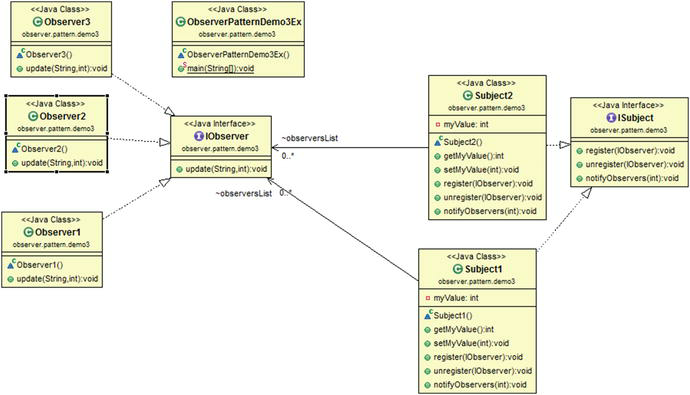 <<Java Class>>
Observer3
observer.pattern.demo3
Observer3()
update(String,int):void
<<Java Class>>
ObserverPatternDemo3Ex
observer.pattern.demo3
ObserverPatternDemo3Ex()
main(String[]):void
<<Java Class>>
Observer2
observer.pattern.demo3
Observer2()
update(String,int):void
<<Java Interface>>
IObserver
observer.pattern.demo3
update(String,int):void
~observersList
0..*
~observersList 0..*
<<Java Class>>
Subject2
observer.pattern.demo3
myValue: int
Subject2()
getMyValue():int
setMyValue(int):void
register(IObserver):void
unregister(IObserver):void
notifyObservers(int):void
<<Java Interface>>
ISubject
observer.pattern.demo3
register(IObserver):void
unregister(IObserver):void
notifyObservers(int):void
<<Java Class>>
Observer1
observer.pattern.demo3
Observer1()
update(String,int):void
<<Java Class>>
Subject1
observer.pattern.demo3
myValue: int
Subject1()
getMyValue():int
setMyValue(int):void
register(IObserver):void
unregister(IObserver):void
notifyObservers(int):void